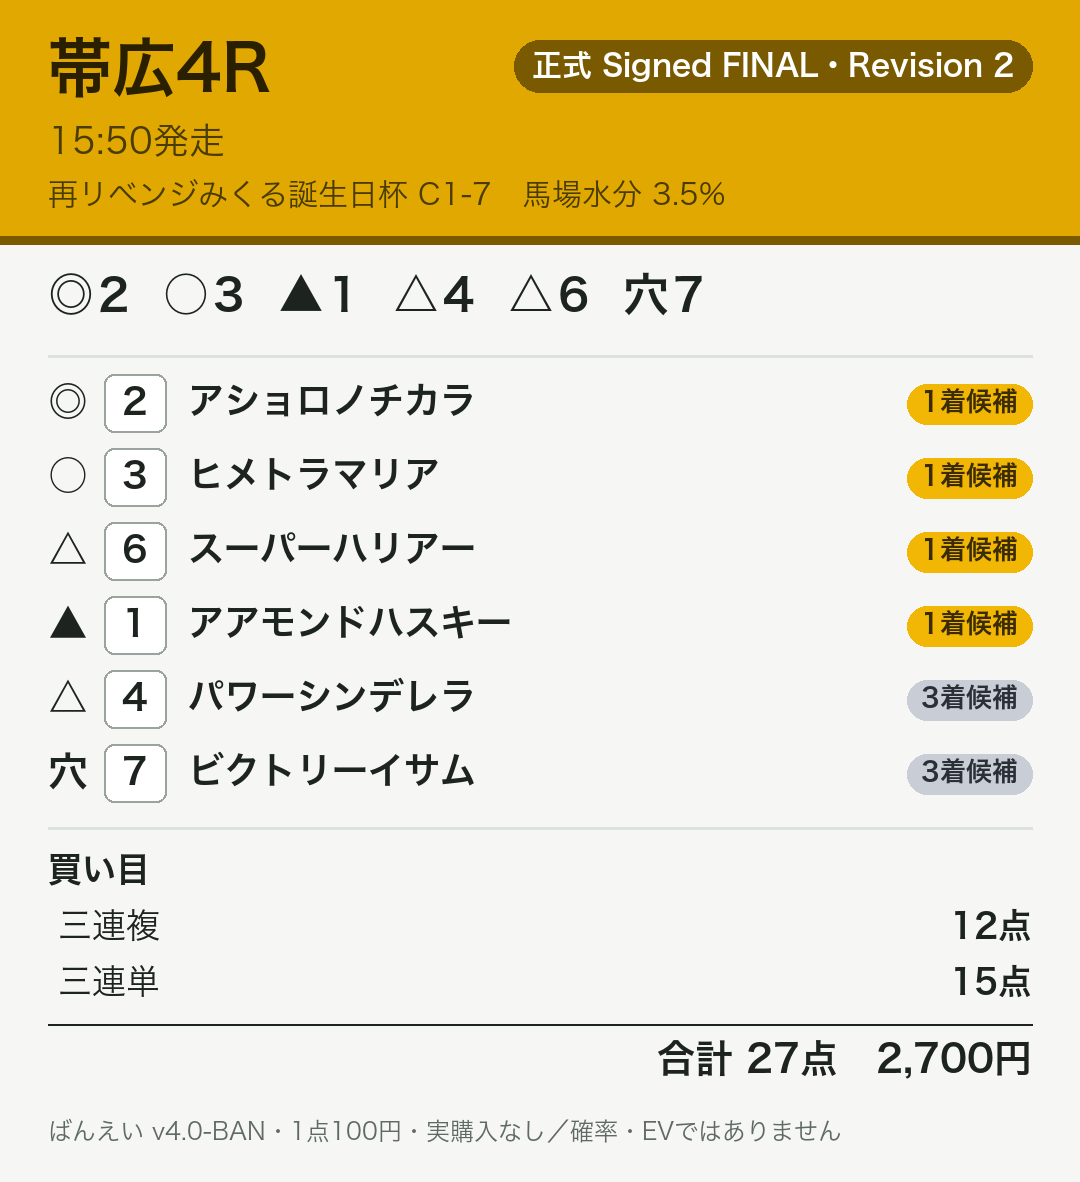 帯広4R
正式 Signed FINAL・Revision 2
15:50発走
再リベンジみくる誕生日杯 C1-7　馬場水分 3.5%
◎2 ○3 ▲1 △4 △6 穴7
◎ 2 アショロノチカラ 1着候補
○ 3 ヒメトラマリア 1着候補
△ 6 スーパーハリアー 1着候補
▲ 1 アアモンドハスキー 1着候補
△ 4 パワーシンデレラ 3着候補
穴 7 ビクトリーイサム 3着候補
買い目
三連複 12点
三連単 15点
合計 27点　2,700円
ばんえい v4.0-BAN・1点100円・実購入なし／確率・EVではありません